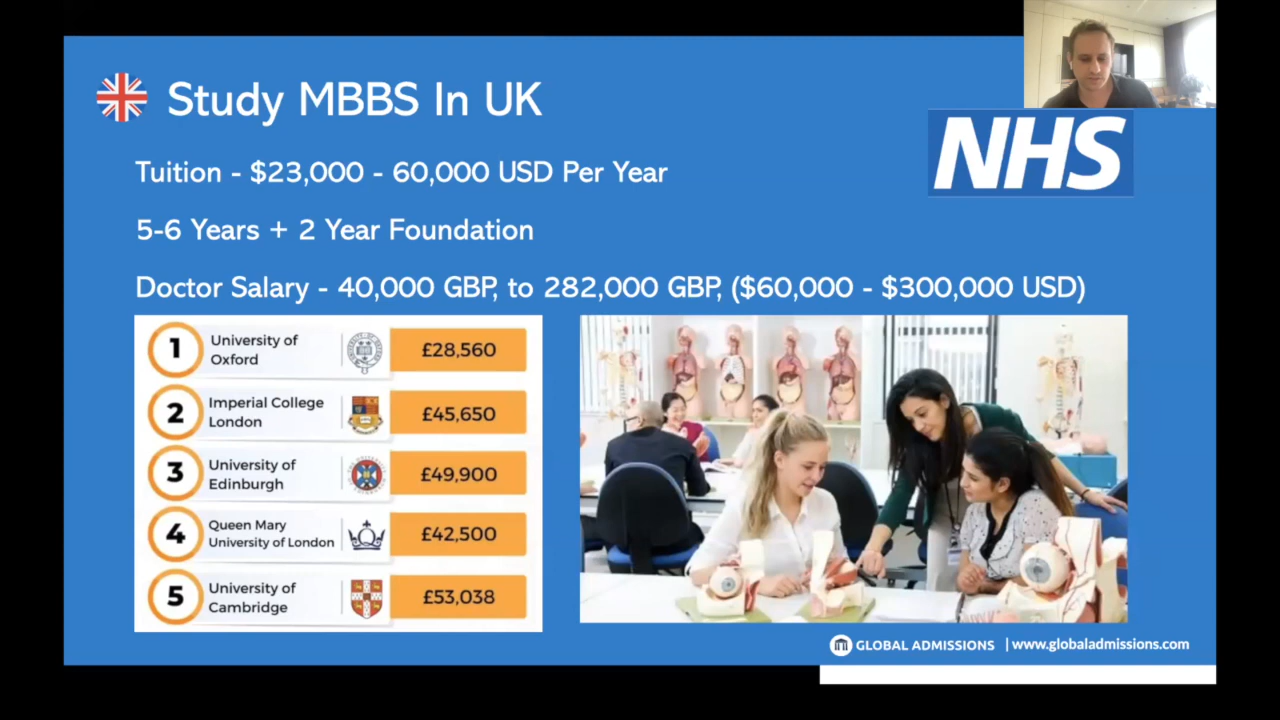 Study MBBS In UK
NHS
Tuition - $23,000 - 60,000 USD Per Year
5-6 Years + 2 Year Foundation
Doctor Salary - 40,000 GBP, to 282,000 GBP, ($60,000 - $300,000 USD)
1 University of Oxford £28,560
2 Imperial College London £45,650
3 University of Edinburgh £49,900
4 Queen Mary University of London £42,500
5 University of Cambridge £53,038
GLOBAL ADMISSIONS | www.globaladmissions.com